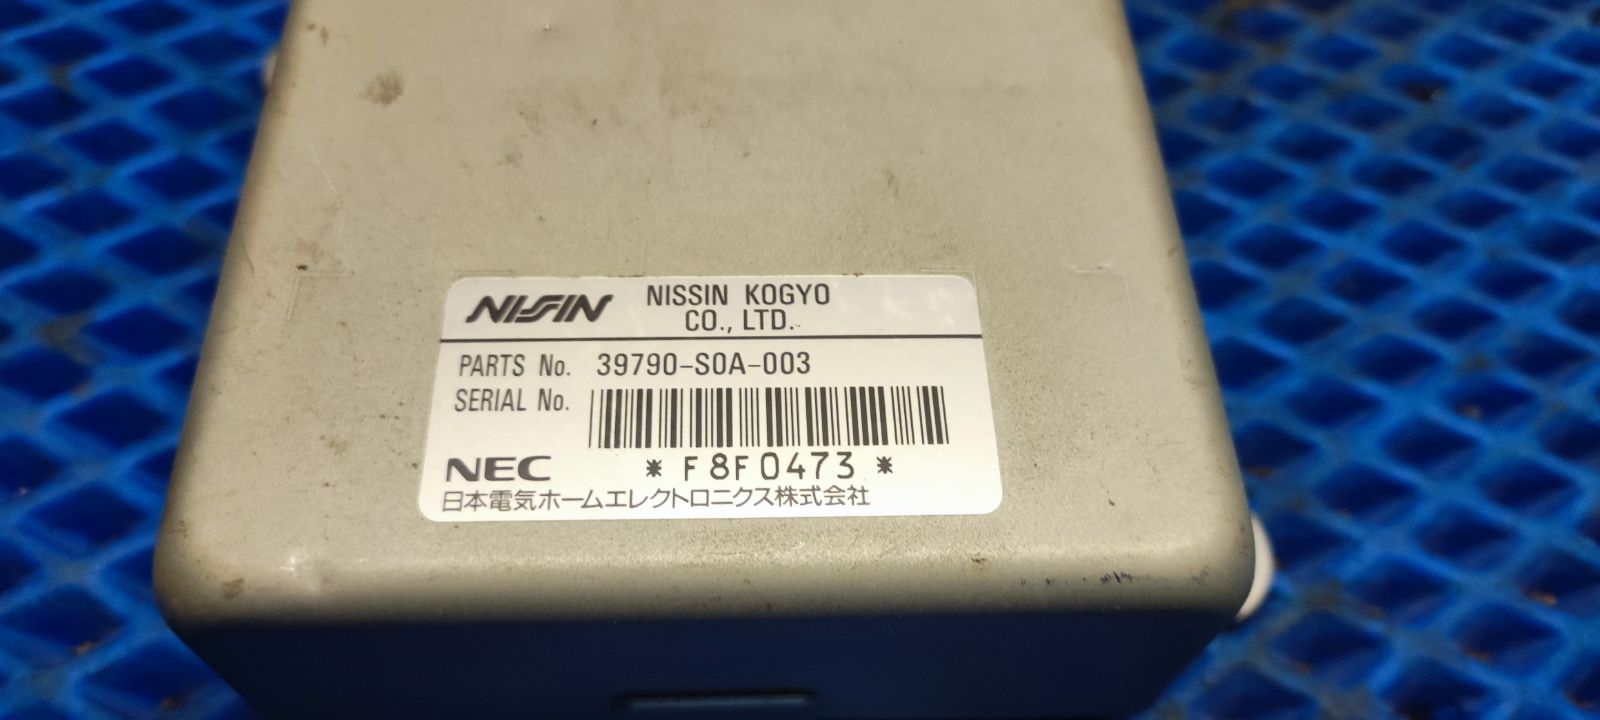 NISSIN NISSIN KOGYO
CO., LTD.
PARTS No. 39790-S0A-003
SERIAL No.
NEC *F8F0473*
日本電気ホームエレクトロニクス株式会社